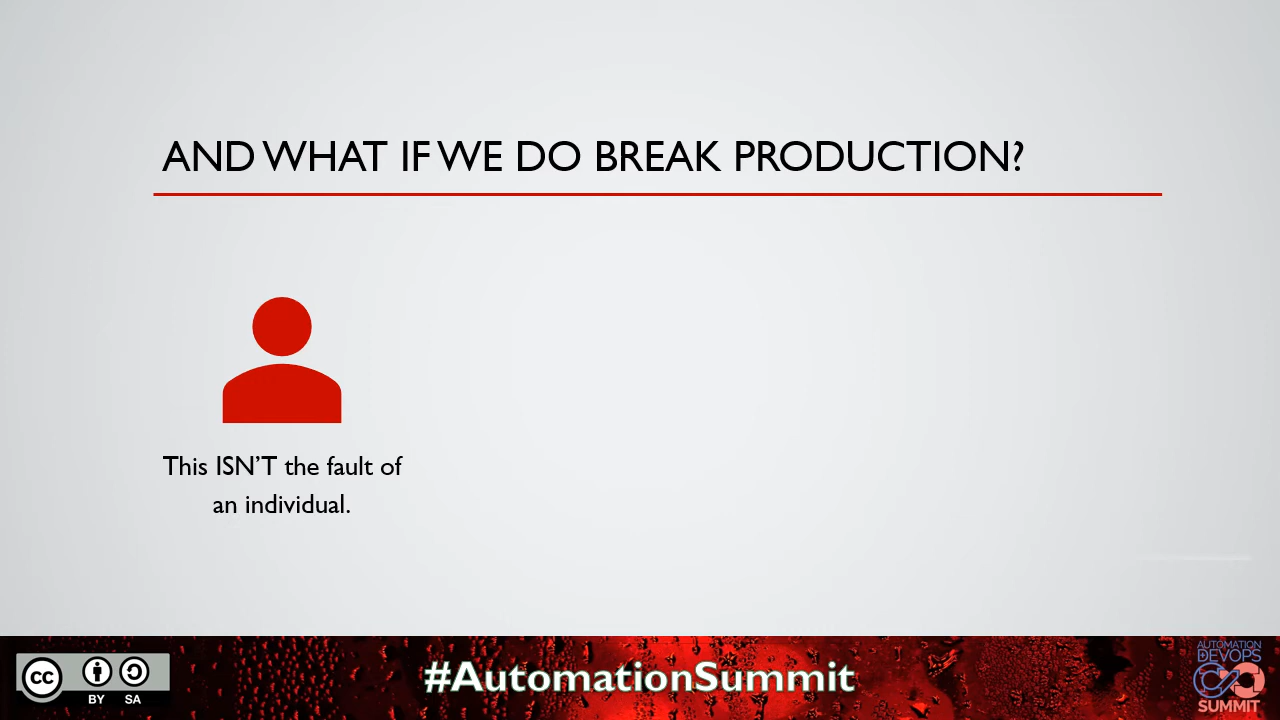 AND WHAT IF WE DO BREAK PRODUCTION?
This ISN'T the fault of
an individual.
cc
BY SA
#AutomationSummit
AUTOMATION
DEVOPS
SUMMIT